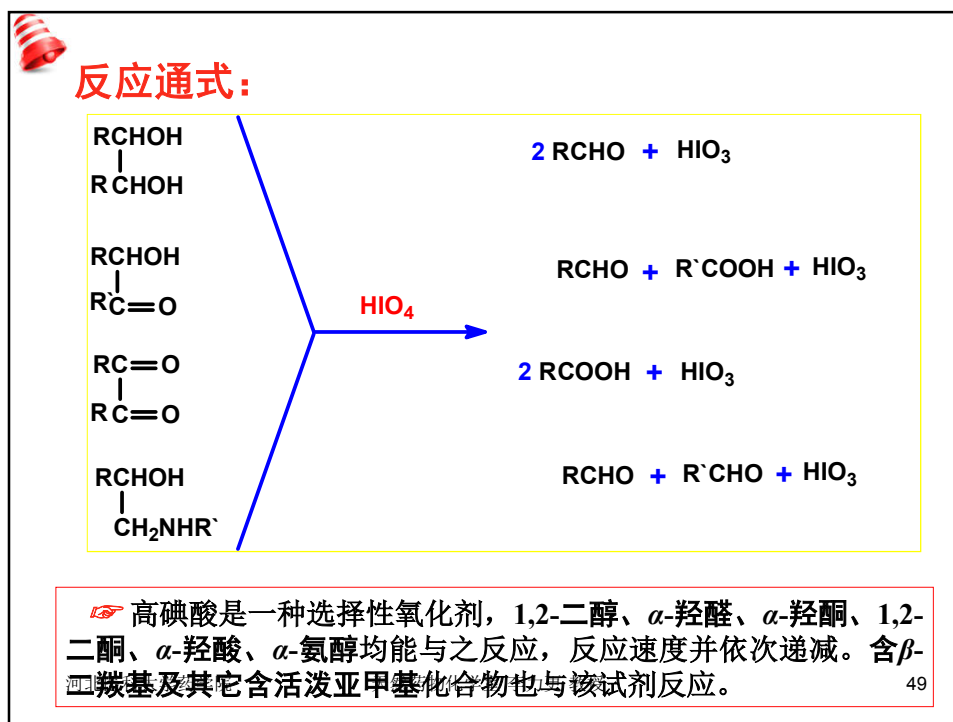 反应通式：
RCHOH
RCHOH
2 RCHO + HIO₃
RCHOH
R`C=O
RCHO + R`COOH + HIO₃
HIO₄
RC=O
RC=O
2 RCOOH + HIO₃
RCHOH
CH₂NHR`
RCHO + R`CHO + HIO₃
☞ 高碘酸是一种选择性氧化剂，1,2-二醇、α-羟醛、α-羟酮、1,2-
二酮、α-羟酸、α-氨醇均能与之反应，反应速度并依次递减。含β-
二羰基及其它含活泼亚甲基化合物也与该试剂反应。
49